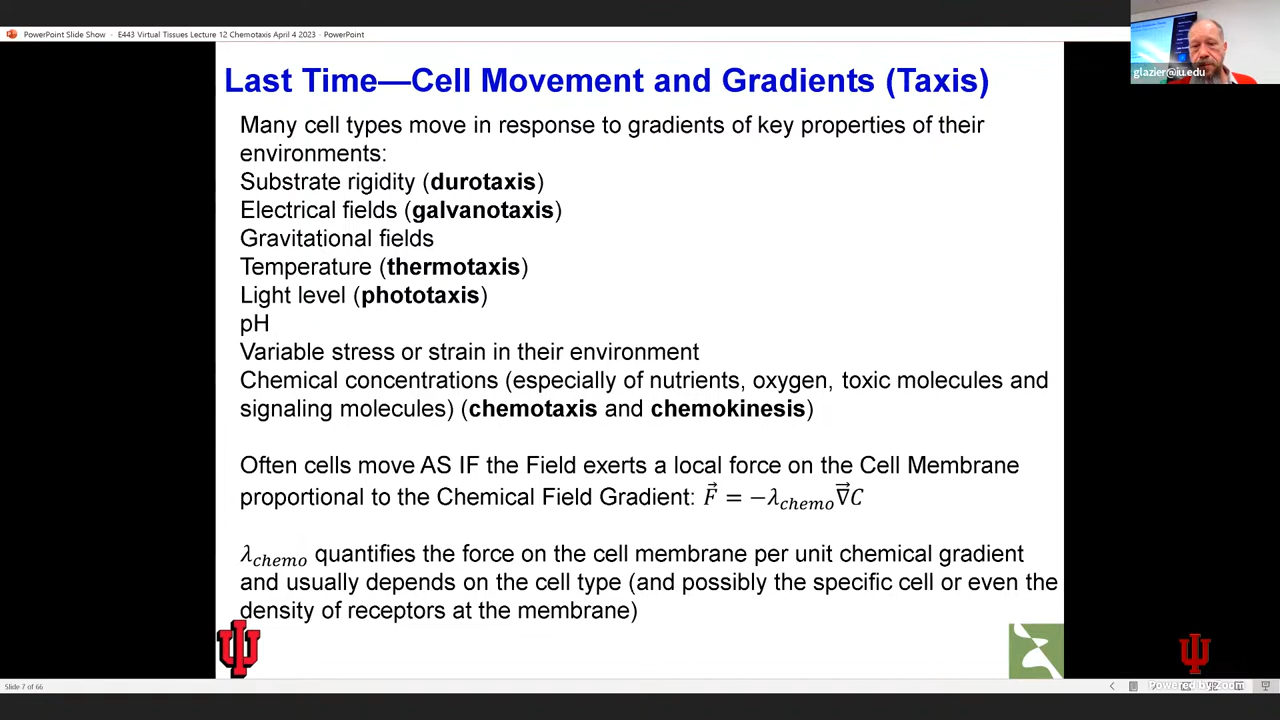 PowerPoint Slide Show - E443 Virtual Tissues Lecture 12 Chemotaxis April 4 2023 - PowerPoint
glazier@iu.edu
Last Time—Cell Movement and Gradients (Taxis)
Many cell types move in response to gradients of key properties of their
environments:
Substrate rigidity (durotaxis)
Electrical fields (galvanotaxis)
Gravitational fields
Temperature (thermotaxis)
Light level (phototaxis)
pH
Variable stress or strain in their environment
Chemical concentrations (especially of nutrients, oxygen, toxic molecules and
signaling molecules) (chemotaxis and chemokinesis)
Often cells move AS IF the Field exerts a local force on the Cell Membrane
proportional to the Chemical Field Gradient: F⃗ = −λ_chemo ∇⃗C
λ_chemo quantifies the force on the cell membrane per unit chemical gradient
and usually depends on the cell type (and possibly the specific cell or even the
density of receptors at the membrane)
Slide 7 of 66
Powered by Zoom